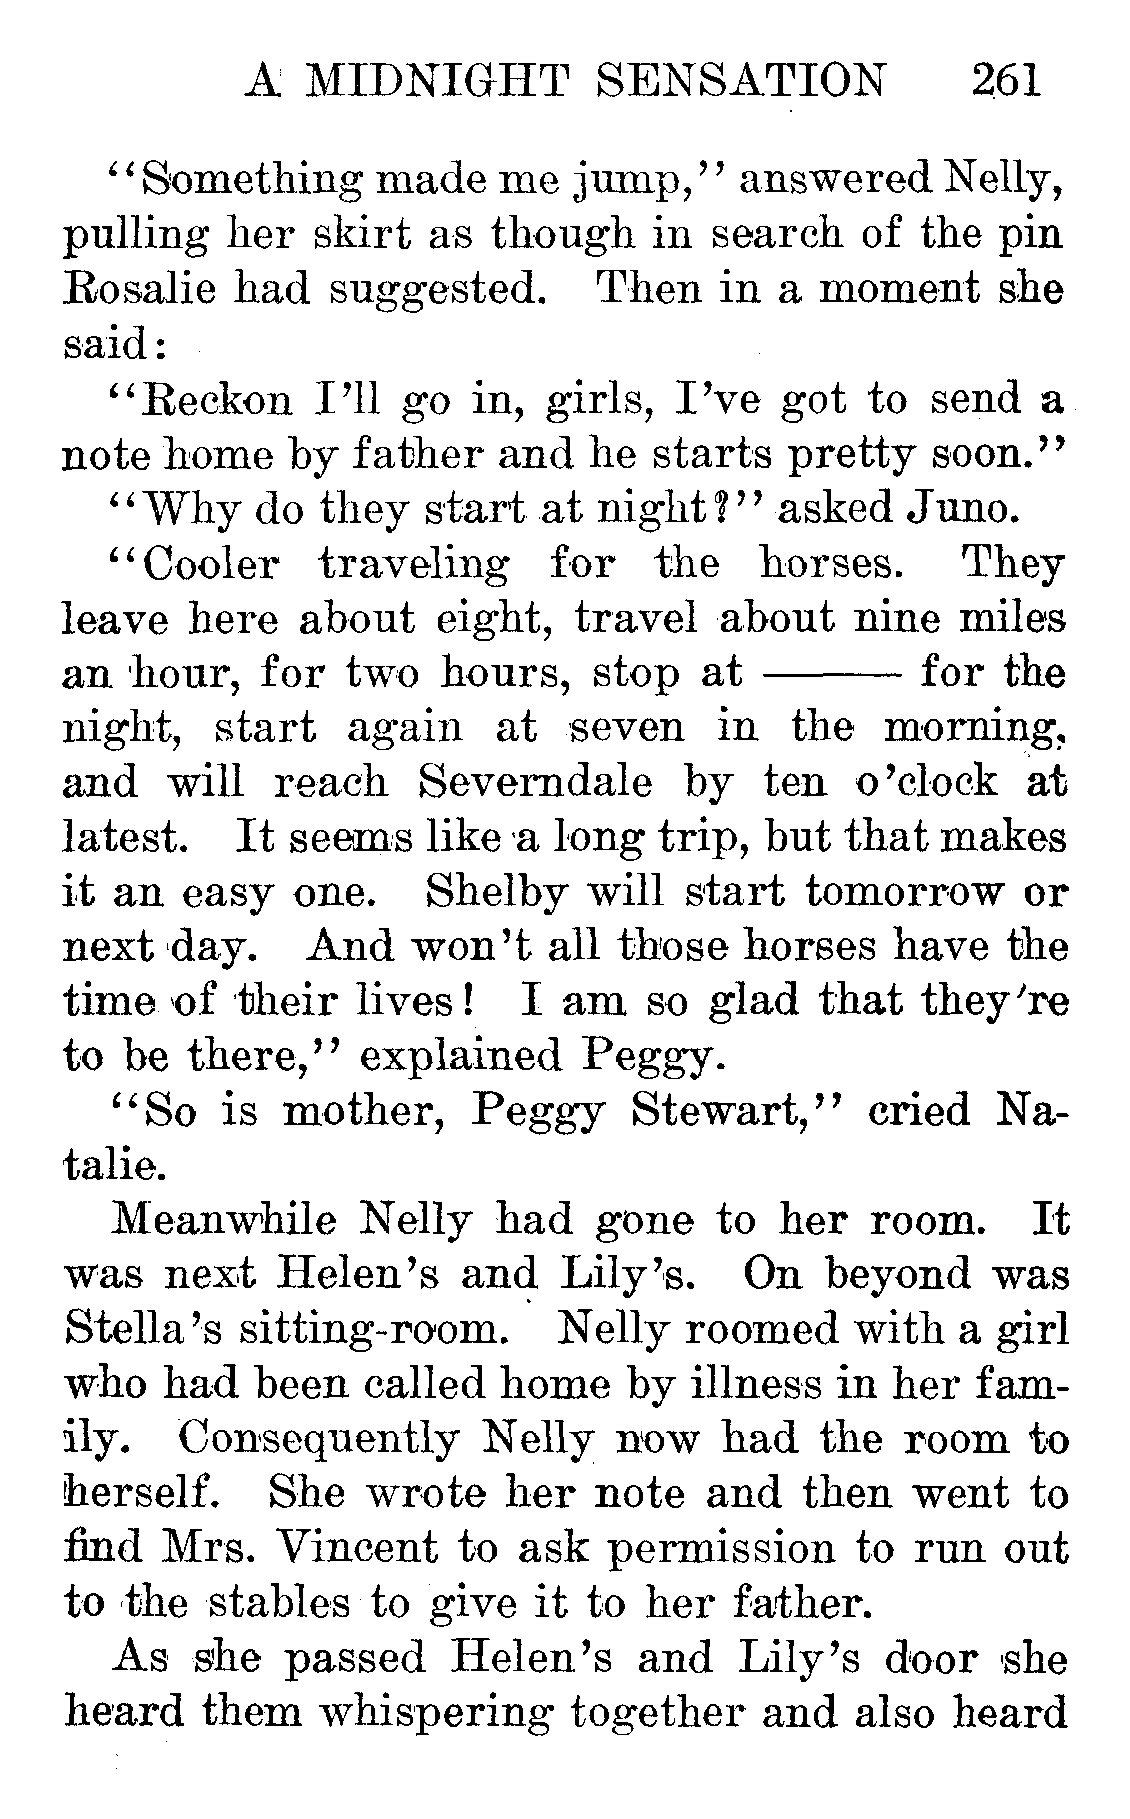 A MIDNIGHT SENSATION 261
"Something made me jump," answered Nelly,
pulling her skirt as though in search of the pin
Rosalie had suggested. Then in a moment she
said:
"Reckon I'll go in, girls, I've got to send a
note home by father and he starts pretty soon."
"Why do they start at night?" asked Juno.
"Cooler traveling for the horses. They
leave here about eight, travel about nine miles
an hour, for two hours, stop at —— for the
night, start again at seven in the morning,
and will reach Severndale by ten o'clock at
latest. It seems like a long trip, but that makes
it an easy one. Shelby will start tomorrow or
next day. And won't all those horses have the
time of their lives! I am so glad that they're
to be there," explained Peggy.
"So is mother, Peggy Stewart," cried Na-
talie.
Meanwhile Nelly had gone to her room. It
was next Helen's and Lily's. On beyond was
Stella's sitting-room. Nelly roomed with a girl
who had been called home by illness in her fam-
ily. Consequently Nelly now had the room to
herself. She wrote her note and then went to
find Mrs. Vincent to ask permission to run out
to the stables to give it to her father.
As she passed Helen's and Lily's door she
heard them whispering together and also heard